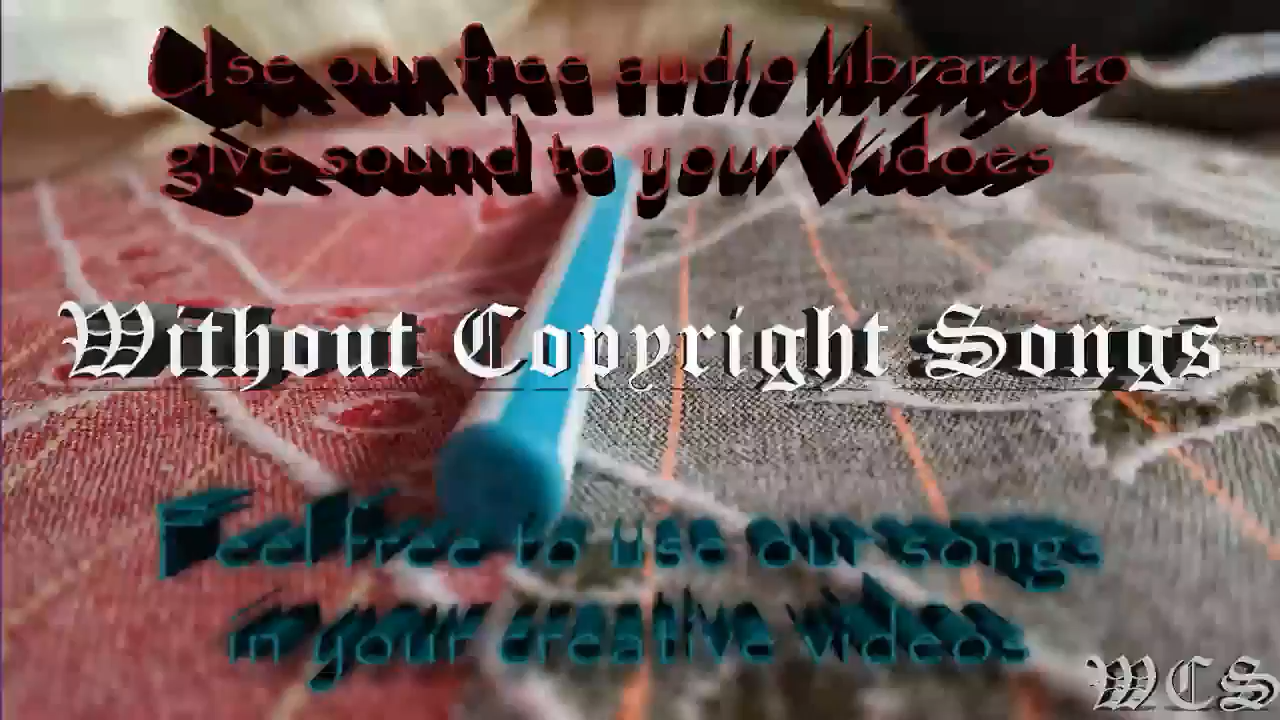 Use our free audio library to
give sound to your Vidoes
Without Copyright Songs
Feel free to use our songs
in your creative videos
WCS